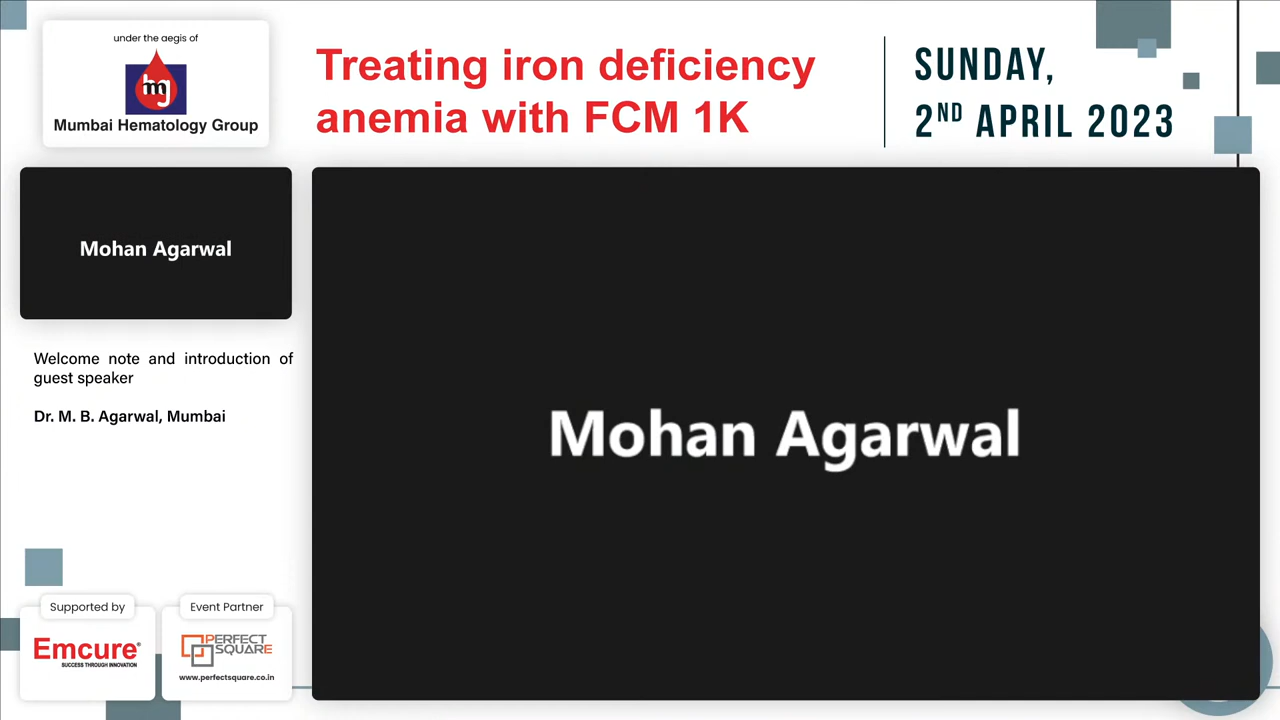 under the aegis of
hmg
Mumbai Hematology Group
Treating iron deficiency
anemia with FCM 1K
SUNDAY,
2ND APRIL 2023
Mohan Agarwal
Welcome note and introduction of
guest speaker
Dr. M. B. Agarwal, Mumbai
Mohan Agarwal
Supported by
Emcure®
SUCCESS THROUGH INNOVATION
Event Partner
PERFECT
SQUARE
www.perfectsquare.co.in